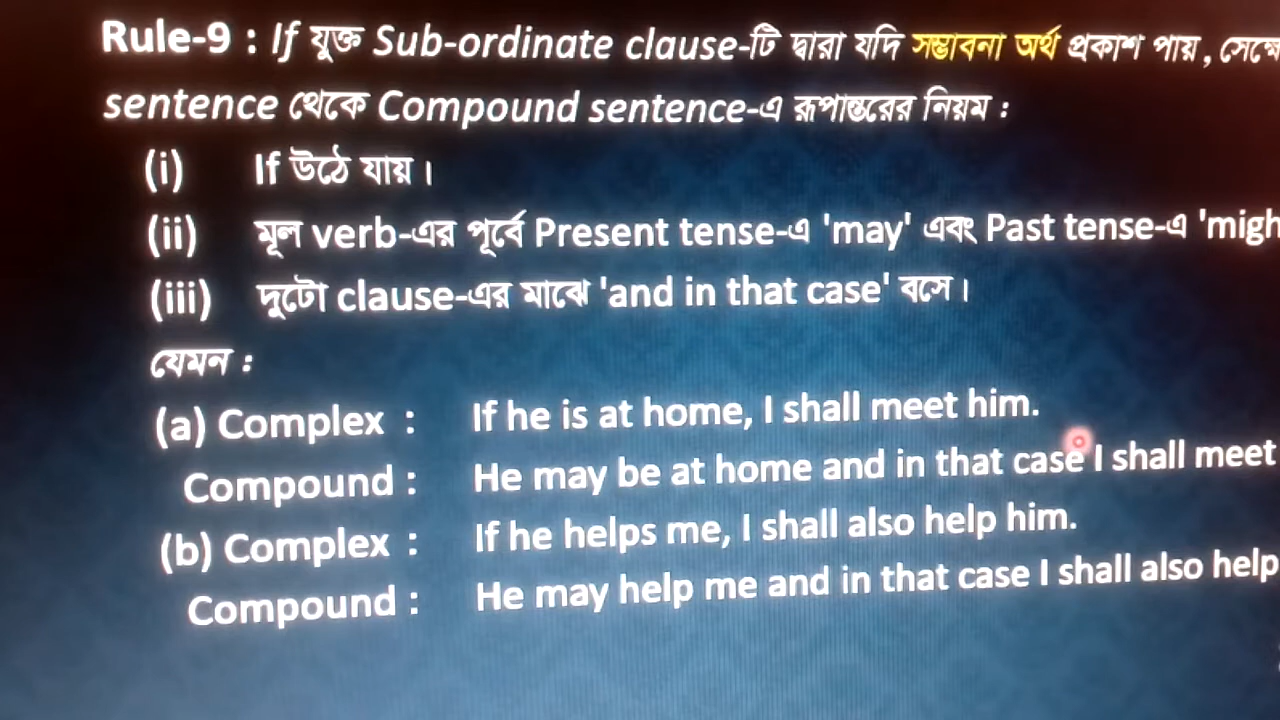 Rule-9 : If যুক্ত Sub-ordinate clause-টি দ্বারা যদি সম্ভাবনা অর্থ প্রকাশ পায়,
sentence থেকে Compound sentence-এ রূপান্তরের নিয়ম :
(i) If উঠে যায়।
(ii) মূল verb-এর পূর্বে Present tense-এ 'may' এবং Past tense-এ
(iii) দুটো clause-এর মাঝে 'and in that case' বসে।
যেমন :
(a) Complex : If he is at home, I shall meet him.
Compound : He may be at home and in that case I shall meet
(b) Complex : If he helps me, I shall also help him.
Compound : He may help me and in that case I shall also help